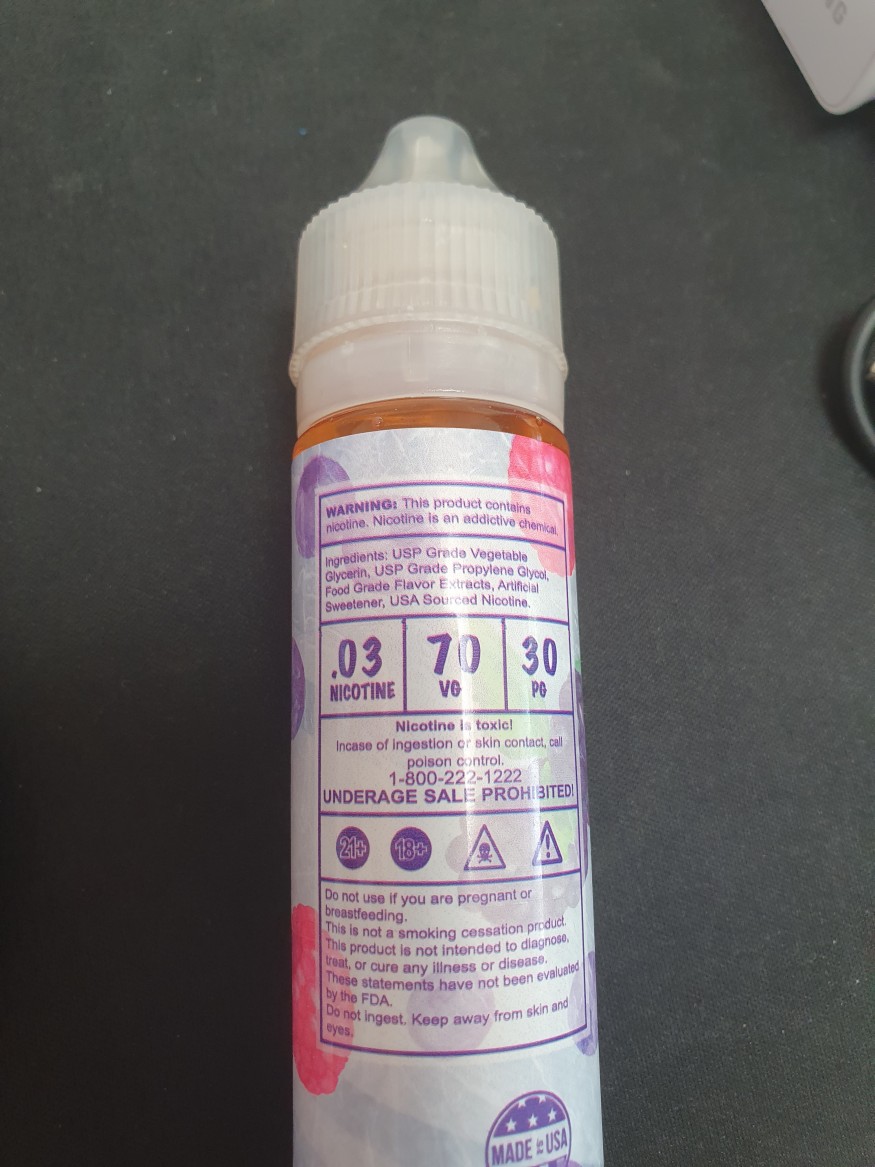 WARNING: This product contains
nicotine. Nicotine is an addictive chemical.
Ingredients: USP Grade Vegetable
Glycerin, USP Grade Propylene Glycol,
Food Grade Flavor Extracts, Artificial
Sweetener, USA Sourced Nicotine.
.03 70 30
NICOTINE VG PG
Nicotine is toxic!
Incase of ingestion or skin contact, call
poison control.
1-800-222-1222
UNDERAGE SALE PROHIBITED!
21+ 18+
Do not use if you are pregnant or
breastfeeding.
This is not a smoking cessation product.
This product is not intended to diagnose,
treat, or cure any illness or disease.
These statements have not been evaluated
by the FDA.
Do not ingest. Keep away from skin and
eyes.
MADE in USA